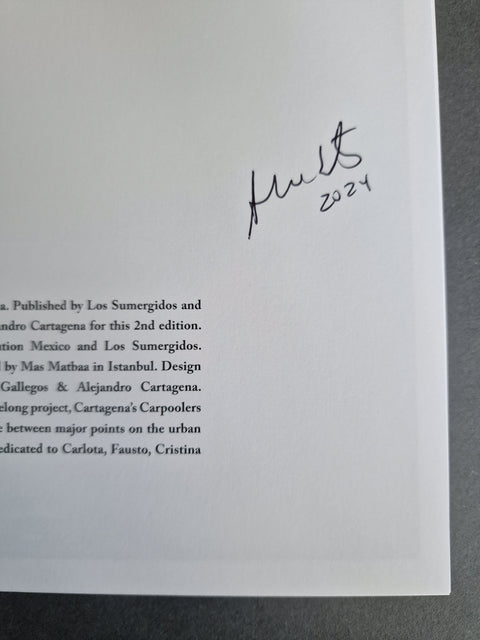 2024
a. Published by Los Sumergidos and
ndro Cartagena for this 2nd edition.
tion Mexico and Los Sumergidos.
by Mas Matbaa in Istanbul. Design
Gallegos & Alejandro Cartagena.
elong project, Cartagena's Carpoolers
e between major points on the urban
edicated to Carlota, Fausto, Cristina